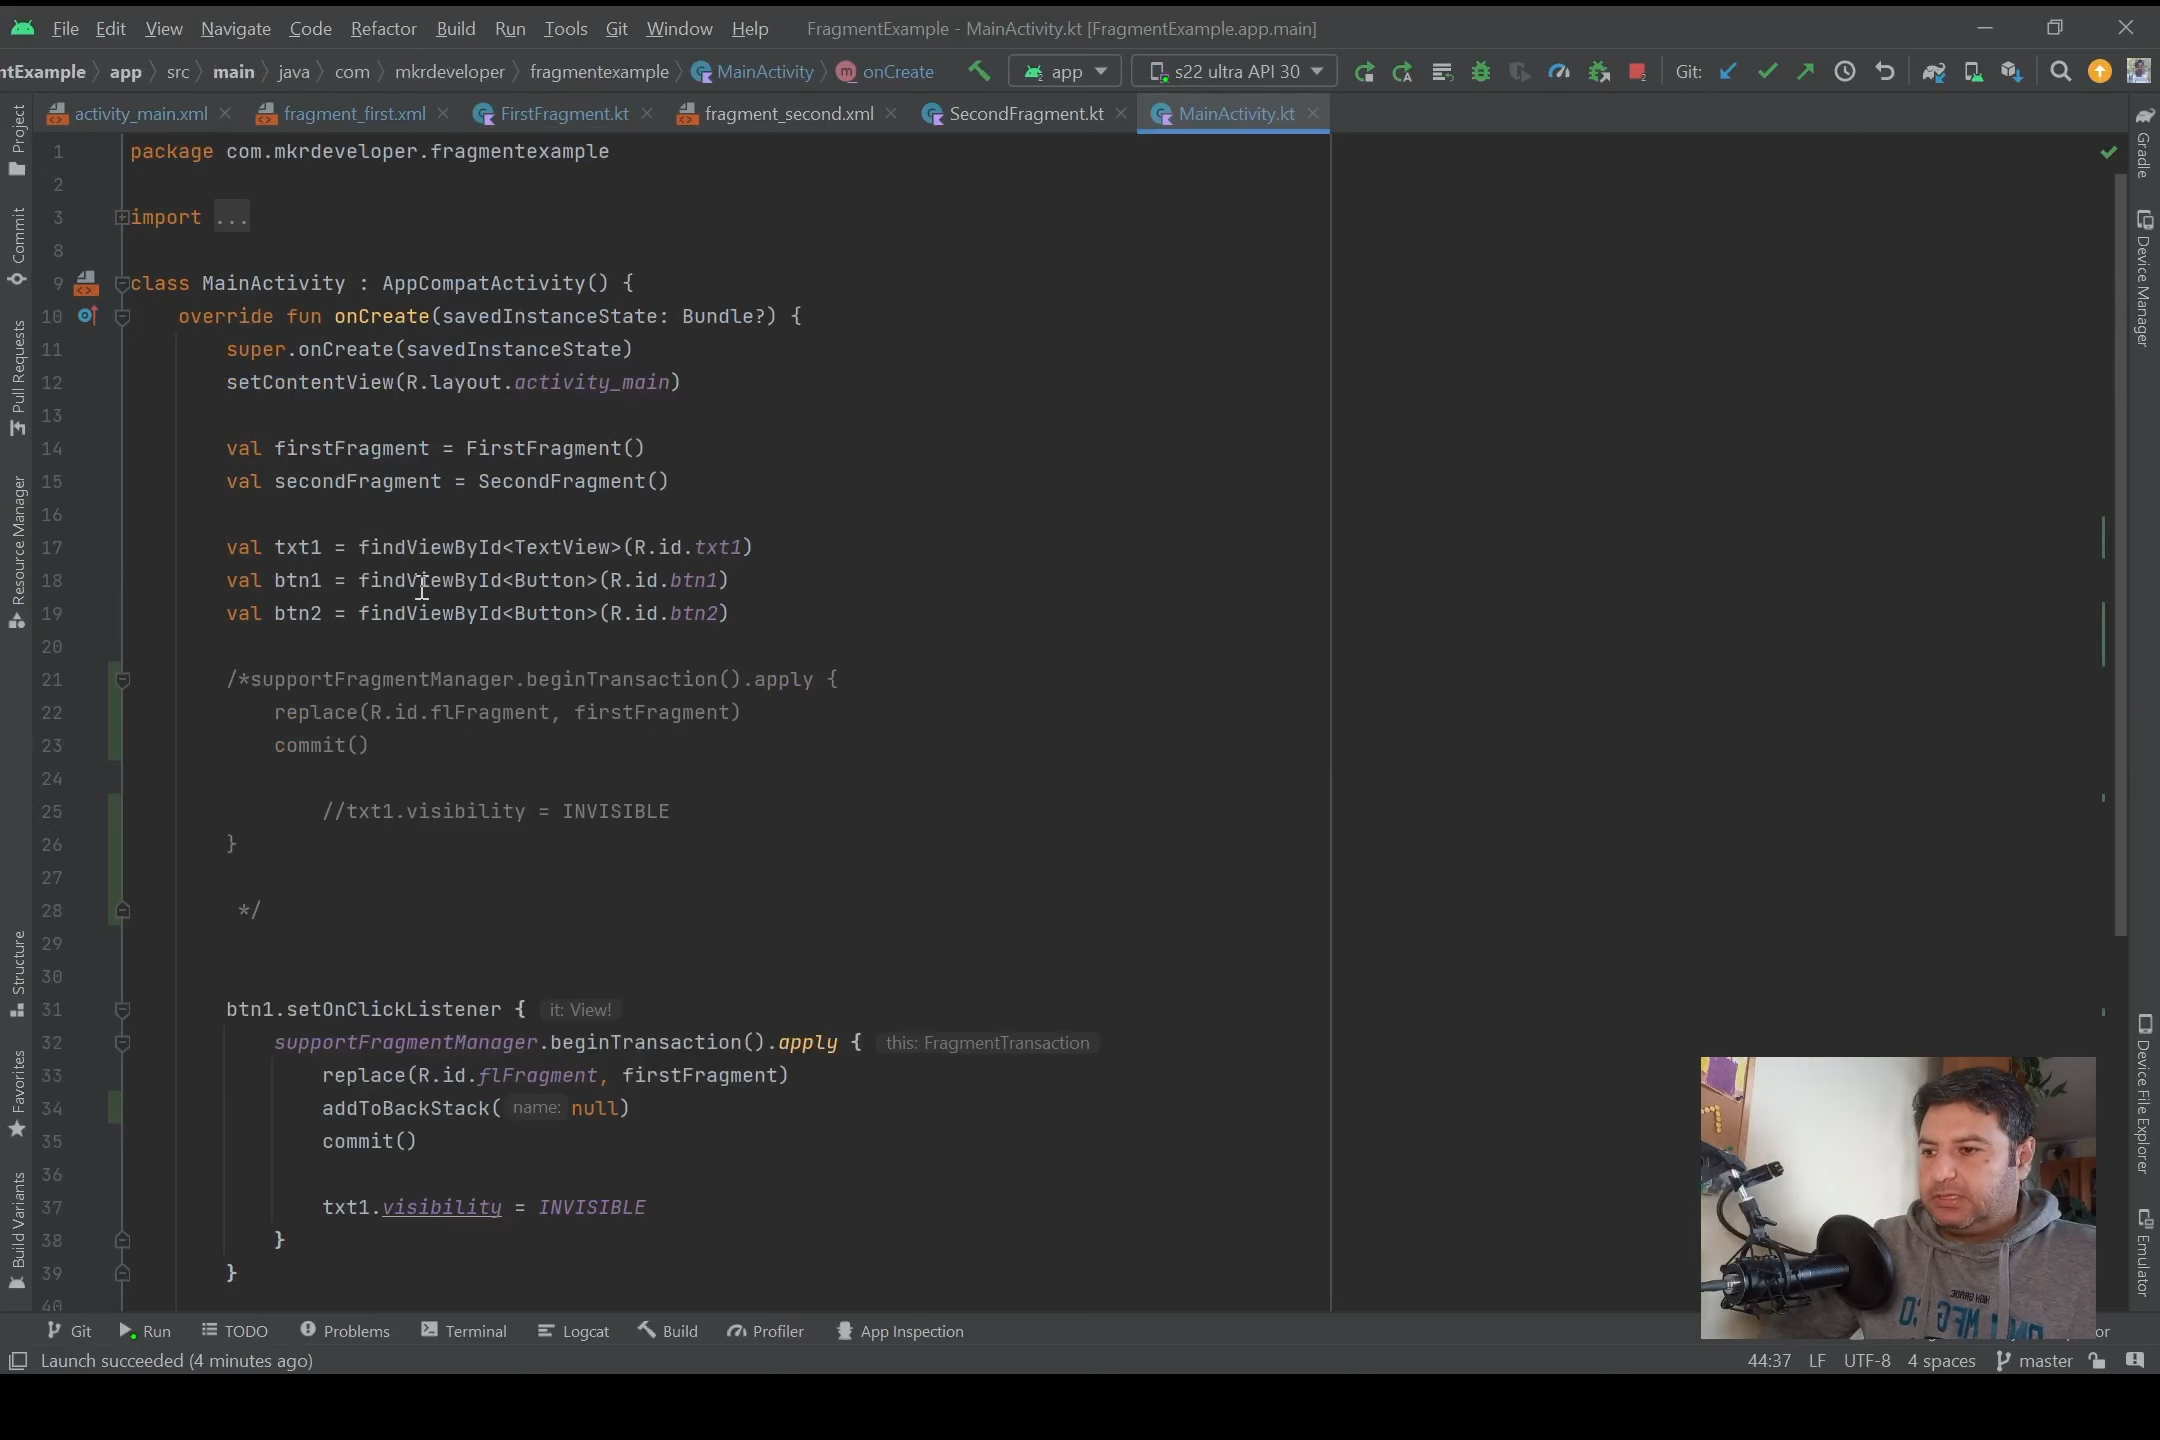 File Edit View Navigate Code Refactor Build Run Tools Git Window Help FragmentExample - MainActivity.kt [FragmentExample.app.main]
ntExample app src main java com mkrdeveloper fragmentexample MainActivity onCreate app s22 ultra API 30 Git:
activity_main.xml fragment_first.xml FirstFragment.kt fragment_second.xml SecondFragment.kt MainActivity.kt
Project
Commit
Pull Requests
Resource Manager
Structure
Favorites
Build Variants
1 package com.mkrdeveloper.fragmentexample
2
3 import ...
8
9 class MainActivity : AppCompatActivity() {
10 override fun onCreate(savedInstanceState: Bundle?) {
11 super.onCreate(savedInstanceState)
12 setContentView(R.layout.activity_main)
13
14 val firstFragment = FirstFragment()
15 val secondFragment = SecondFragment()
16
17 val txt1 = findViewById<TextView>(R.id.txt1)
18 val btn1 = findViewById<Button>(R.id.btn1)
19 val btn2 = findViewById<Button>(R.id.btn2)
20
21 /*supportFragmentManager.beginTransaction().apply {
22 replace(R.id.flFragment, firstFragment)
23 commit()
24
25 //txt1.visibility = INVISIBLE
26 }
27
28 */
29
30
31 btn1.setOnClickListener { it: View!
32 supportFragmentManager.beginTransaction().apply { this: FragmentTransaction
33 replace(R.id.flFragment, firstFragment)
34 addToBackStack( name: null)
35 commit()
36
37 txt1.visibility = INVISIBLE
38 }
39 }
40
Gradle
Device Manager
Device File Explorer
Emulator
Git Run TODO Problems Terminal Logcat Build Profiler App Inspection
Launch succeeded (4 minutes ago) 44:37 LF UTF-8 4 spaces master